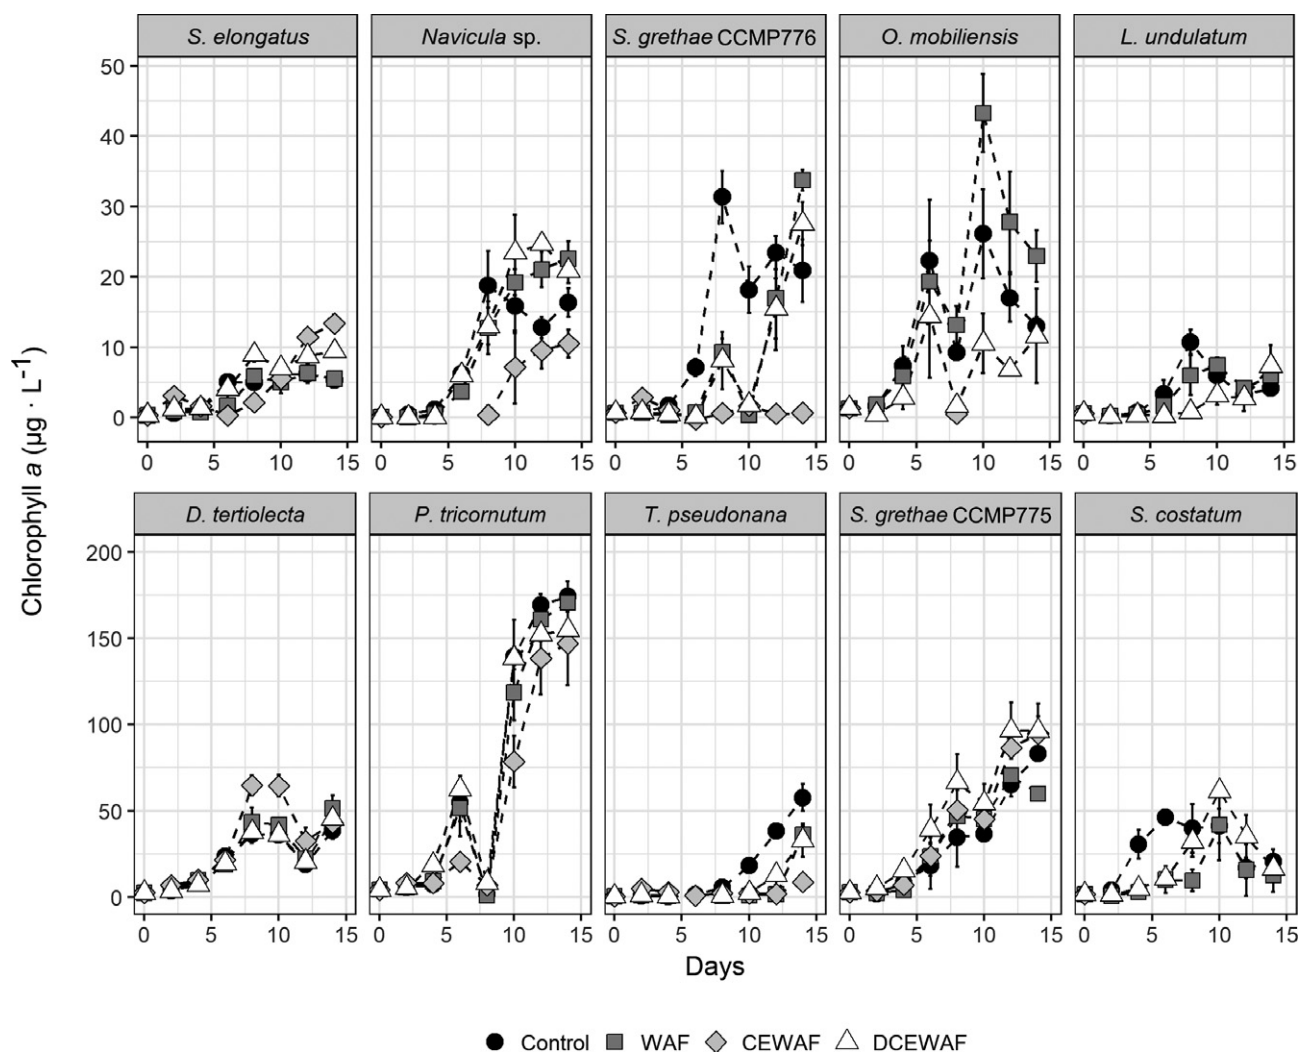 S. elongatus Navicula sp. S. grethae CCMP776 O. mobiliensis L. undulatum
50
40
30
20
10
0
0 5 10 15 0 5 10 15 0 5 10 15 0 5 10 15 0 5 10 15
Chlorophyll a (µg · L⁻¹)
D. tertiolecta P. tricornutum T. pseudonana S. grethae CCMP775 S. costatum
200
150
100
50
0
0 5 10 15 0 5 10 15 0 5 10 15 0 5 10 15 0 5 10 15
Days
Control WAF CEWAF DCEWAF